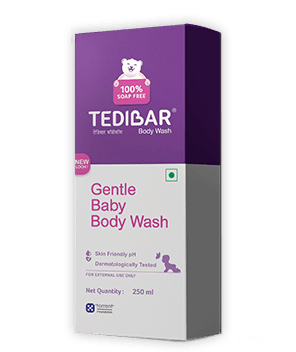 100%
SOAP FREE
TEDIBAR®
Body Wash
NEW
LOOK!
Gentle
Baby
Body Wash
Skin Friendly pH
Dermatologically Tested
FOR EXTERNAL USE ONLY
Net Quantity : 250 ml
torrent